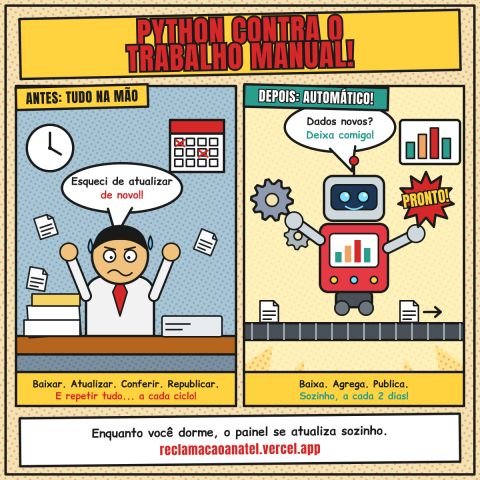 PYTHON CONTRA O
TRABALHO MANUAL!
ANTES: TUDO NA MÃO
Esqueci de atualizar
de novo!!
Baixar. Atualizar. Conferir. Republicar.
E repetir tudo... a cada ciclo!
DEPOIS: AUTOMÁTICO!
Dados novos?
Deixa comigo!
PRONTO!
Baixa. Agrega. Publica.
Sozinho, a cada 2 dias!
Enquanto você dorme, o painel se atualiza sozinho.
reclamacaoanatel.vercel.app